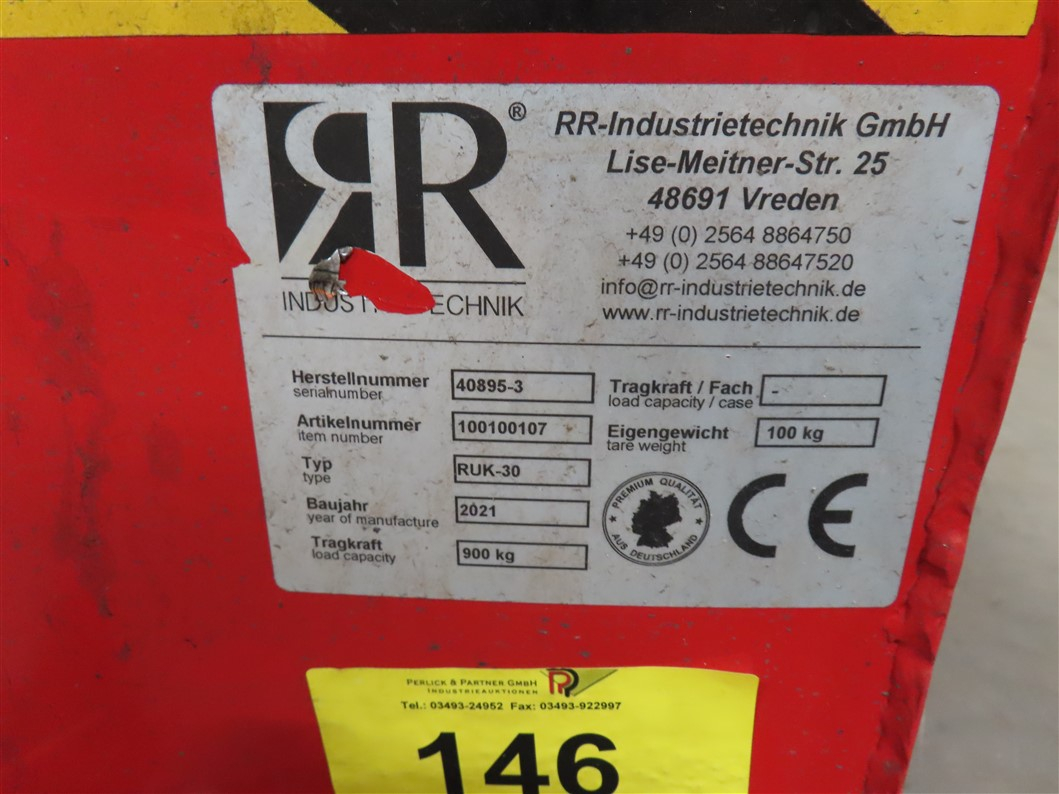 RR ®
INDUST ECHNIK
RR-Industrietechnik GmbH
Lise-Meitner-Str. 25
48691 Vreden
+49 (0) 2564 8864750
+49 (0) 2564 88647520
info@rr-industrietechnik.de
www.rr-industrietechnik.de
Herstellnummer 40895-3
serialnumber
Artikelnummer 100100107
item number
Typ RUK-30
type
Baujahr 2021
year of manufacture
Tragkraft 900 kg
load capacity
Tragkraft / Fach -
load capacity / case
Eigengewicht 100 kg
tare weight
PREMIUM QUALITÄT
AUS DEUTSCHLAND
CE
PERLICK & PARTNER GMBH
INDUSTRIEAUKTIONEN
Tel.: 03493-24952 Fax: 03493-922997
146